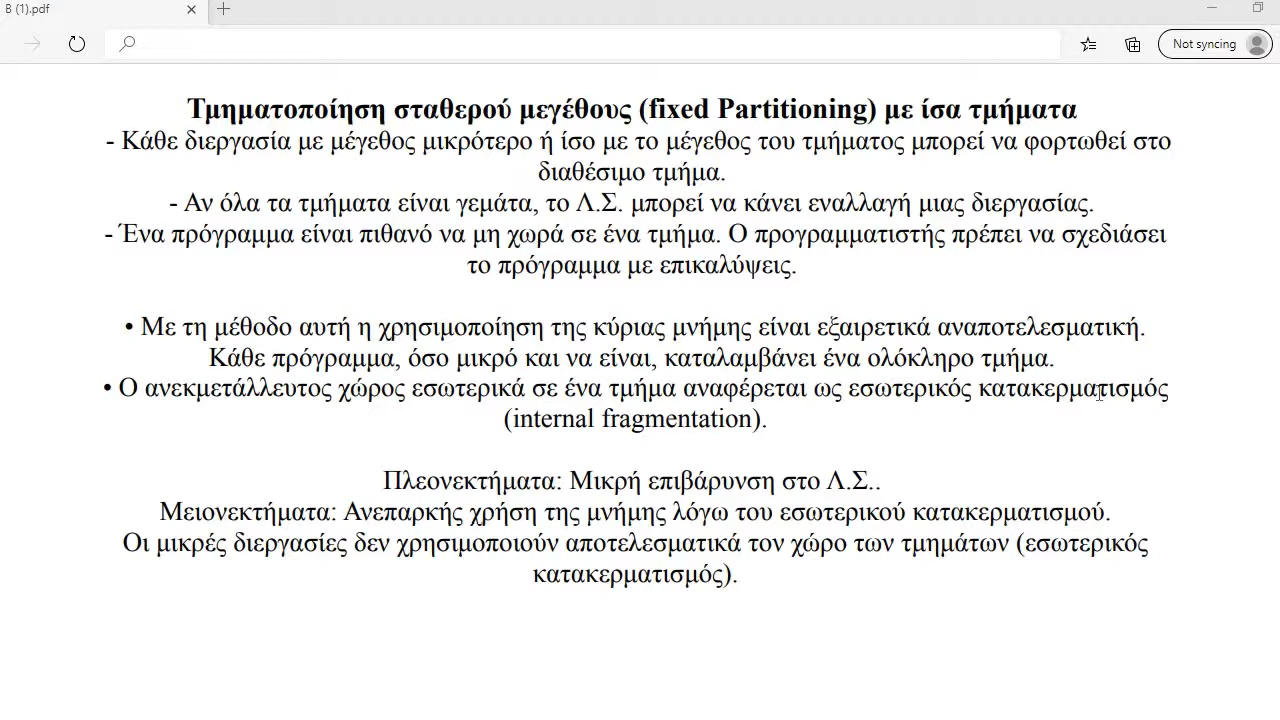 B (1).pdf
Not syncing
Τμηματοποίηση σταθερού μεγέθους (fixed Partitioning) με ίσα τμήματα
- Κάθε διεργασία με μέγεθος μικρότερο ή ίσο με το μέγεθος του τμήματος μπορεί να φορτωθεί στο
διαθέσιμο τμήμα.
- Αν όλα τα τμήματα είναι γεμάτα, το Λ.Σ. μπορεί να κάνει εναλλαγή μιας διεργασίας.
- Ένα πρόγραμμα είναι πιθανό να μη χωρά σε ένα τμήμα. Ο προγραμματιστής πρέπει να σχεδιάσει
το πρόγραμμα με επικαλύψεις.
• Με τη μέθοδο αυτή η χρησιμοποίηση της κύριας μνήμης είναι εξαιρετικά αναποτελεσματική.
Κάθε πρόγραμμα, όσο μικρό και να είναι, καταλαμβάνει ένα ολόκληρο τμήμα.
• Ο ανεκμετάλλευτος χώρος εσωτερικά σε ένα τμήμα αναφέρεται ως εσωτερικός κατακερματισμός
(internal fragmentation).
Πλεονεκτήματα: Μικρή επιβάρυνση στο Λ.Σ..
Μειονεκτήματα: Ανεπαρκής χρήση της μνήμης λόγω του εσωτερικού κατακερματισμού.
Οι μικρές διεργασίες δεν χρησιμοποιούν αποτελεσματικά τον χώρο των τμημάτων (εσωτερικός
κατακερματισμός).